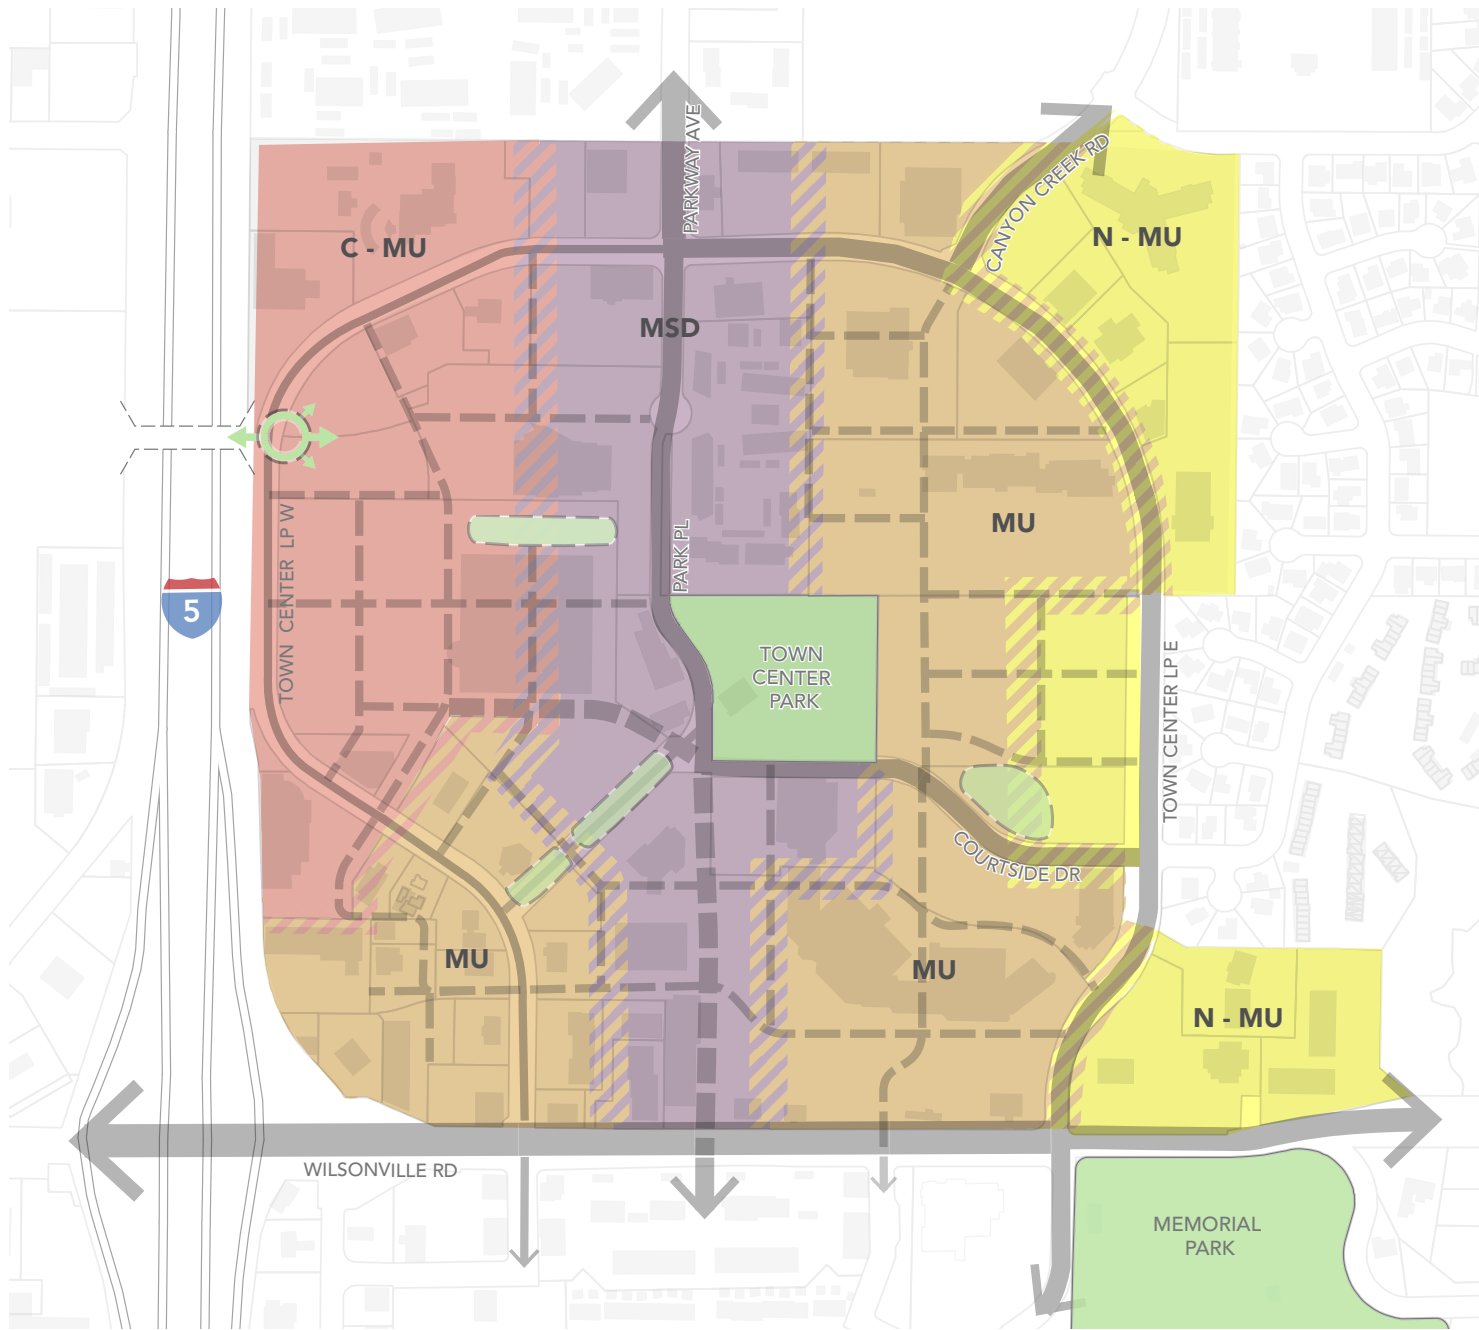 PARKWAY AVE
CANYON CREEK RD
C - MU
N - MU
MSD
MU
TOWN CENTER LP W
PARK PL
5
TOWN
CENTER
PARK
TOWN CENTER LP E
COURTSIDE DR
MU
MU
N - MU
WILSONVILLE RD
MEMORIAL
PARK